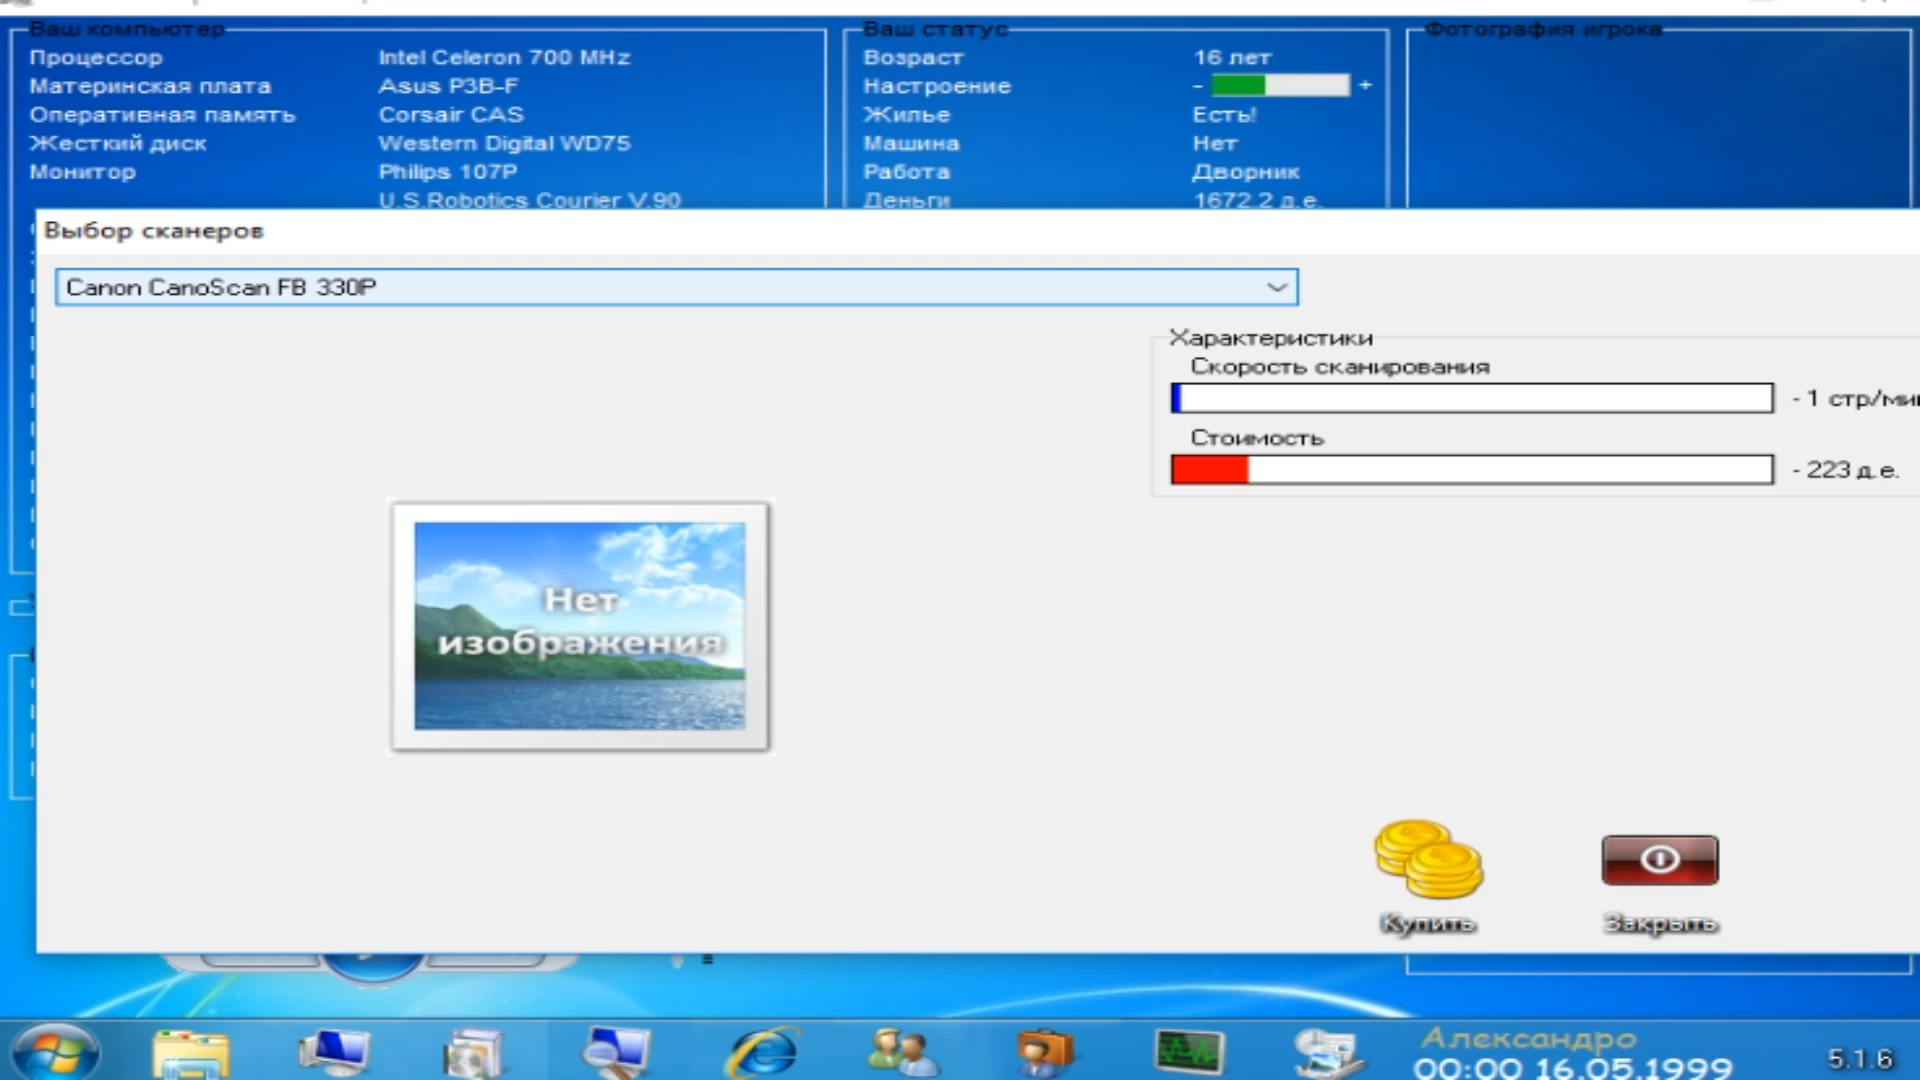 Ваш компьютер
Процессор Intel Celeron 700 MHz
Материнская плата Asus P3B-F
Оперативная память Corsair CAS
Жесткий диск Western Digital WD75
Монитор Philips 107P
U.S.Robotics Courier V.90
Ваш статус
Возраст 16 лет
Настроение - +
Жилье Есть!
Машина Нет
Работа Дворник
Деньги 1672.2 д.е.
Фотография игрока
Выбор сканеров
Canon CanoScan FB 330P
Характеристики
Скорость сканирования
- 1 стр/ми
Стоимость
- 223 д.е.
Нет
изображения
Купить
Закрыть
Александро
00:00 16.05.1999
5.1.6